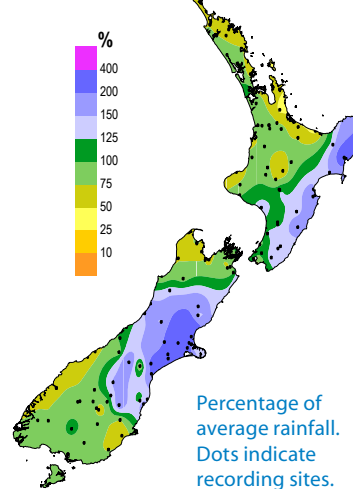 %
400
200
150
125
100
75
50
25
10
Percentage of
average rainfall.
Dots indicate
recording sites.